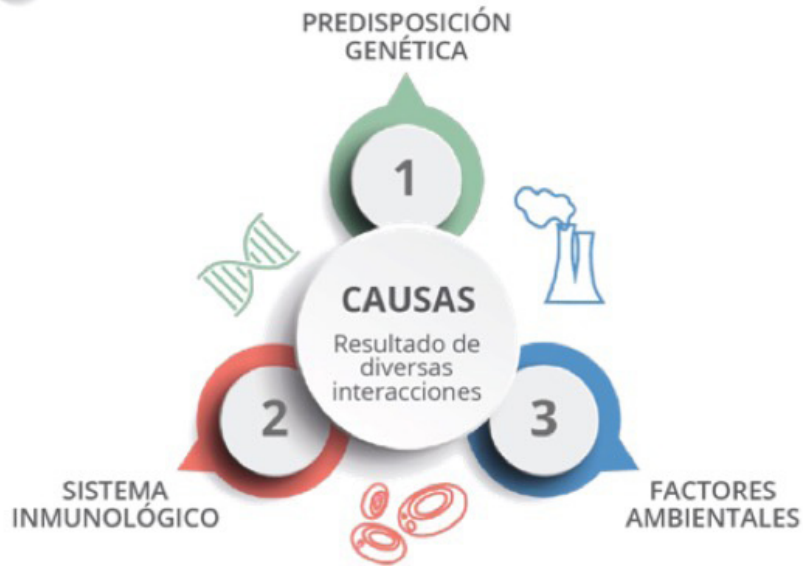 PREDISPOSICIÓN
GENÉTICA
1
CAUSAS
Resultado de
diversas
interacciones
2
3
SISTEMA
INMUNOLÓGICO
FACTORES
AMBIENTALES